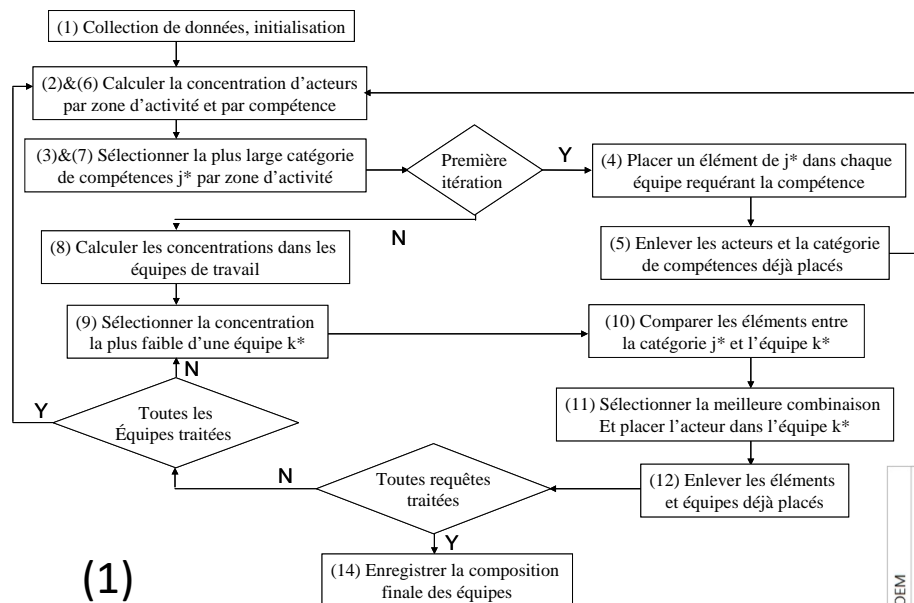 (1) Collection de données, initialisation
(2)&(6) Calculer la concentration d'acteurs
par zone d'activité et par compétence
(3)&(7) Sélectionner la plus large catégorie
de compétences j* par zone d'activité
Première
itération
Y
(4) Placer un élément de j* dans chaque
équipe requérant la compétence
N
(5) Enlever les acteurs et la catégorie
de compétences déjà placés
(8) Calculer les concentrations dans les
équipes de travail
(9) Sélectionner la concentration
la plus faible d'une équipe k*
(10) Comparer les éléments entre
la catégorie j* et l'équipe k*
N
Y
Toutes les
Équipes traitées
(11) Sélectionner la meilleure combinaison
Et placer l'acteur dans l'équipe k*
N
Toutes requêtes
traitées
(12) Enlever les éléments
et équipes déjà placés
Y
(14) Enregistrer la composition
finale des équipes
(1)
DEM